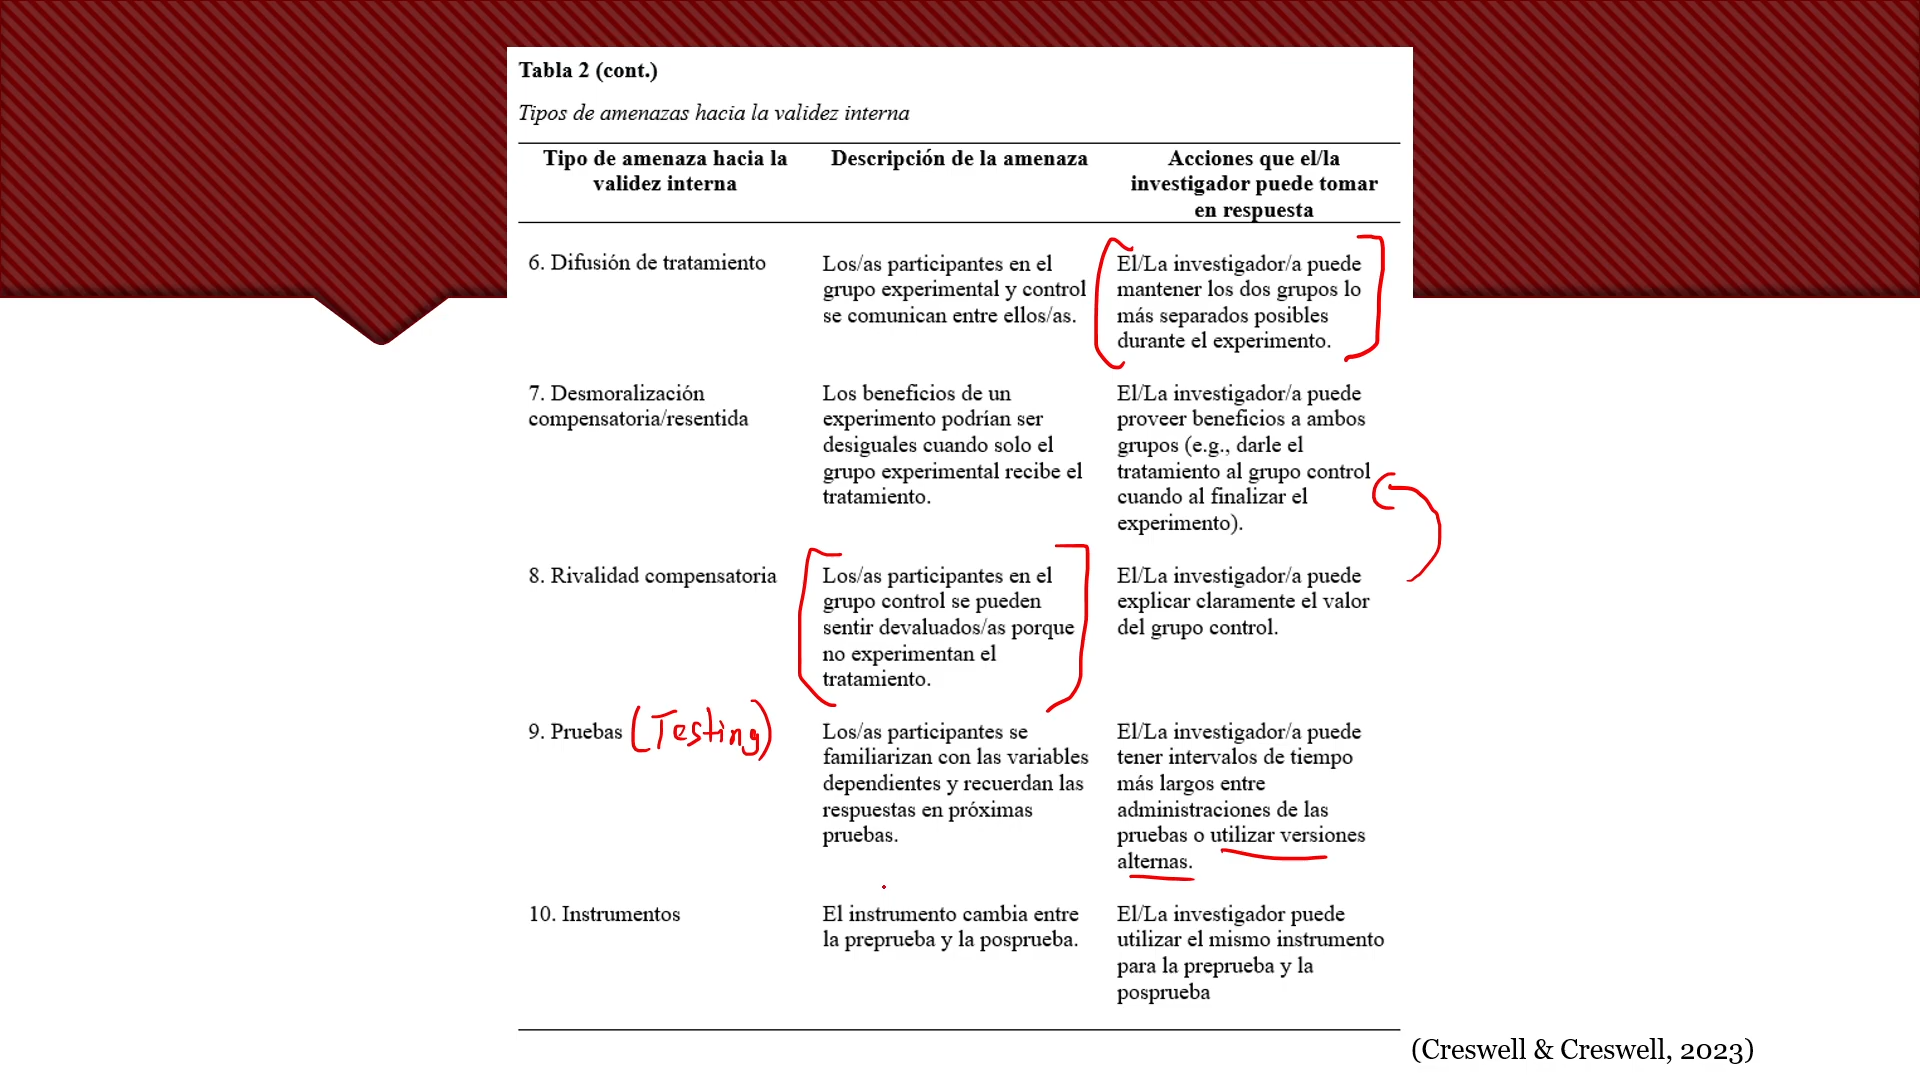 Tabla 2 (cont.)
Tipos de amenazas hacia la validez interna
Tipo de amenaza hacia la
validez interna
Descripción de la amenaza
Acciones que el/la
investigador puede tomar
en respuesta
6. Difusión de tratamiento
Los/as participantes en el
grupo experimental y control
se comunican entre ellos/as.
El/La investigador/a puede
mantener los dos grupos lo
más separados posibles
durante el experimento.
7. Desmoralización
compensatoria/resentida
Los beneficios de un
experimento podrían ser
desiguales cuando solo el
grupo experimental recibe el
tratamiento.
El/La investigador/a puede
proveer beneficios a ambos
grupos (e.g., darle el
tratamiento al grupo control
cuando al finalizar el
experimento).
8. Rivalidad compensatoria
Los/as participantes en el
grupo control se pueden
sentir devaluados/as porque
no experimentan el
tratamiento.
El/La investigador/a puede
explicar claramente el valor
del grupo control.
9. Pruebas (Testing)
Los/as participantes se
familiarizan con las variables
dependientes y recuerdan las
respuestas en próximas
pruebas.
El/La investigador/a puede
tener intervalos de tiempo
más largos entre
administraciones de las
pruebas o utilizar versiones
alternas.
10. Instrumentos
El instrumento cambia entre
la preprueba y la posprueba.
El/La investigador puede
utilizar el mismo instrumento
para la preprueba y la
posprueba
(Creswell & Creswell, 2023)